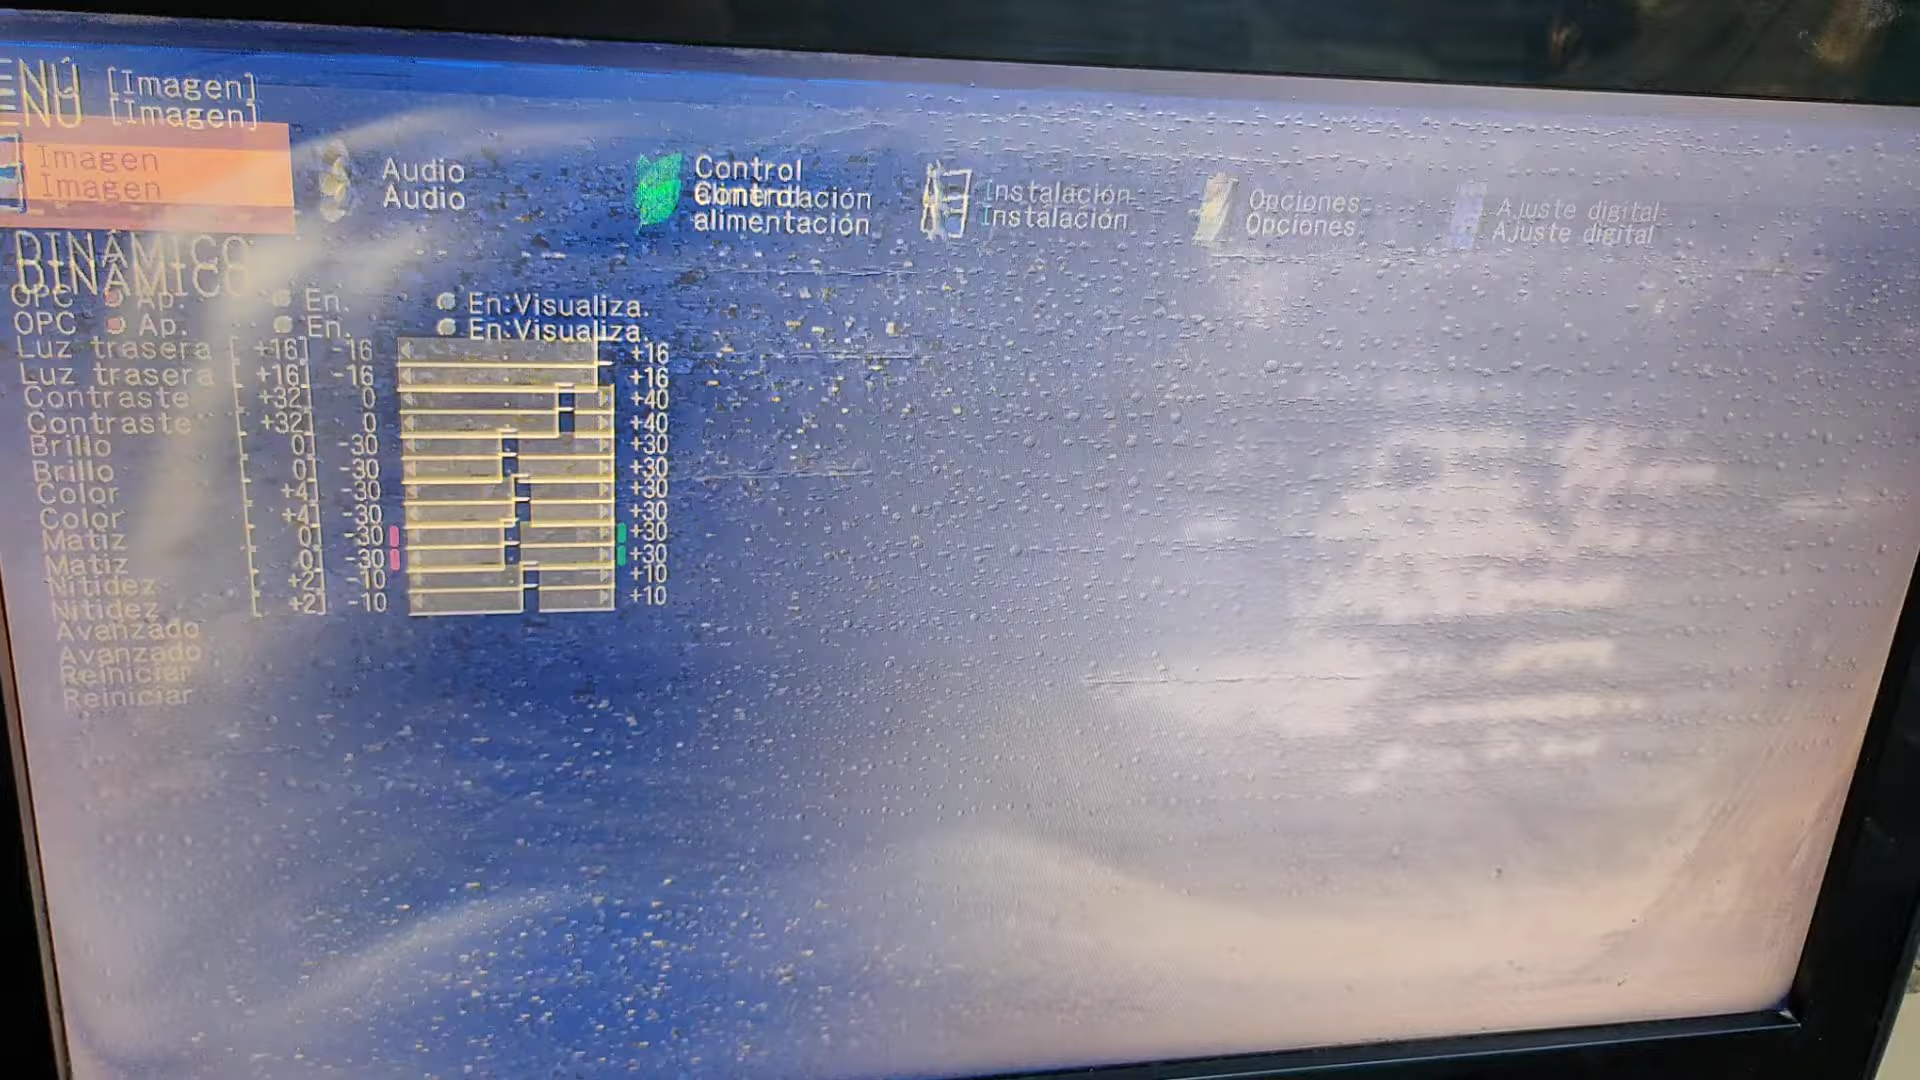 ENÚ [Imagen]
ENÚ [Imagen]
Imagen
Imagen
Audio
Audio
Control
alimentación
Control
alimentación
Instalación
Instalación
Opciones
Opciones
Ajuste digital
Ajuste digital
DINÁMICO
DINÁMICO
OPC Ap. En. En:Visualiza.
OPC Ap. En. En:Visualiza.
Luz trasera [ +16] -16 +16
Luz trasera [ +16] -16 +16
Contraste [ +32] 0 +40
Contraste [ +32] 0 +40
Brillo [ 0] -30 +30
Brillo [ 0] -30 +30
Color [ +4] -30 +30
Color [ +4] -30 +30
Matiz [ 0] -30 +30
Matiz [ 0] -30 +30
Nitidez [ +2] -10 +10
Nitidez [ +2] -10 +10
Avanzado
Avanzado
Reiniciar
Reiniciar